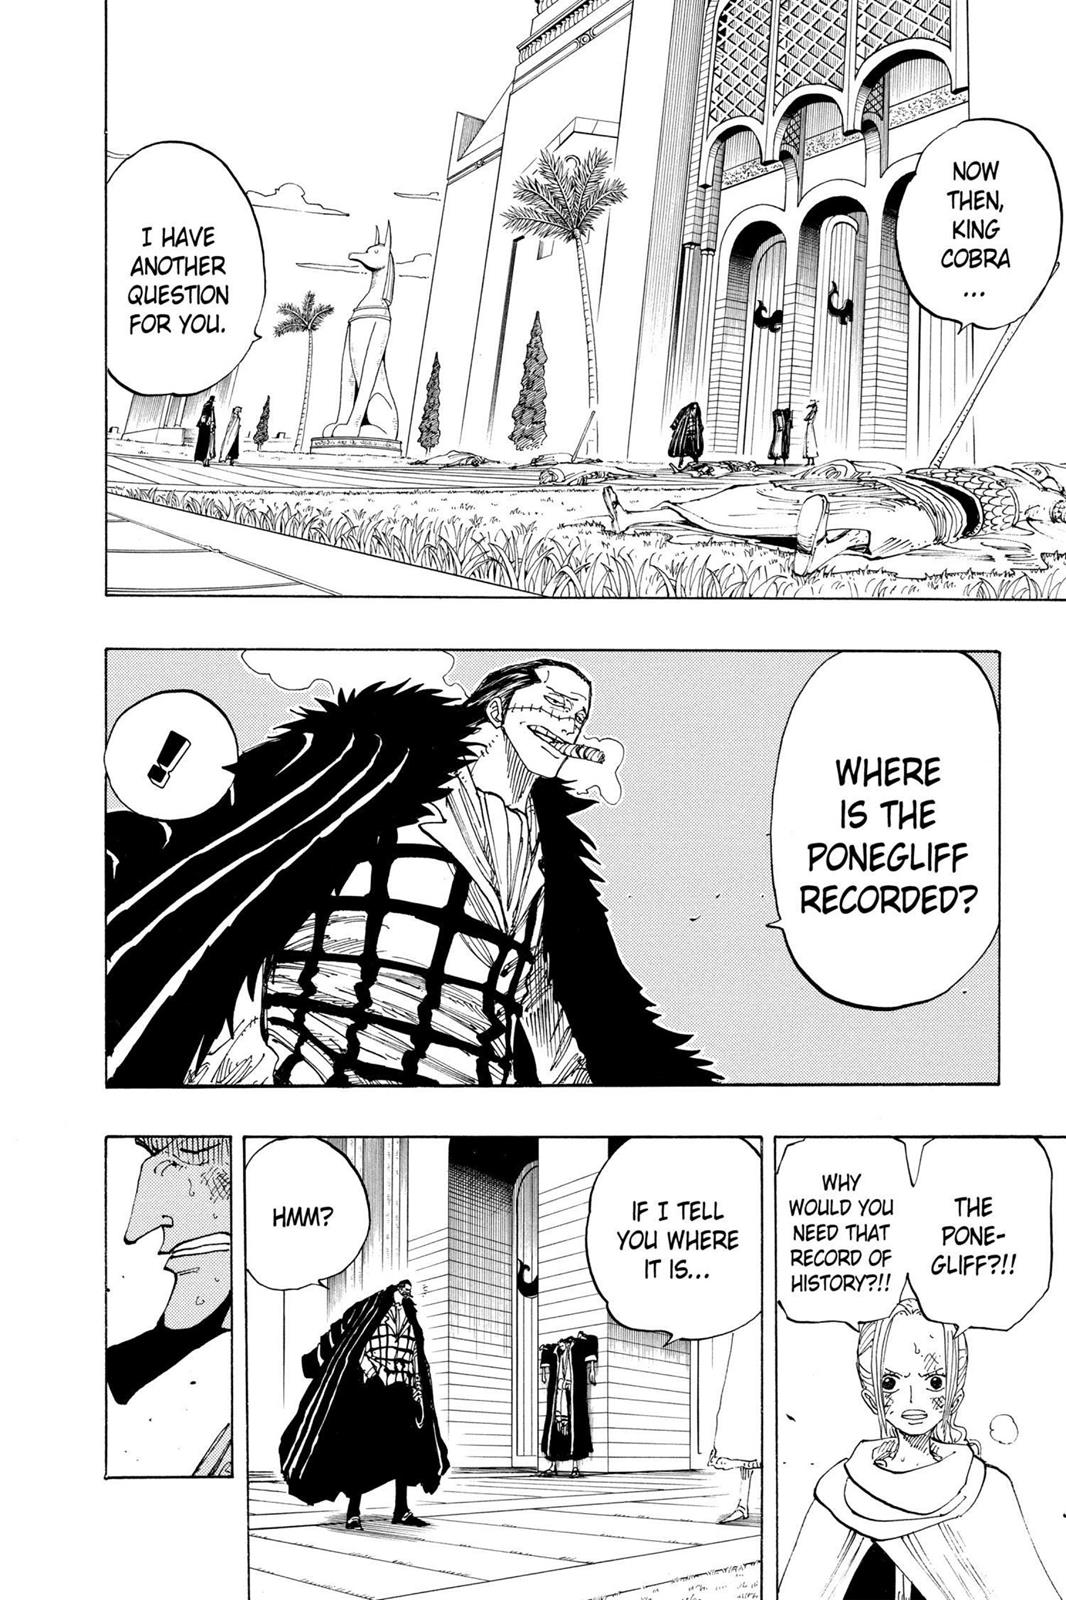 NOW
THEN,
KING
COBRA
...
I HAVE
ANOTHER
QUESTION
FOR YOU.
WHERE
IS THE
PONEGLIFF
RECORDED?
!
THE
PONE-
GLIFF?!!
WHY
WOULD YOU
NEED THAT
RECORD OF
HISTORY?!!
IF I TELL
YOU WHERE
IT IS...
HMM?